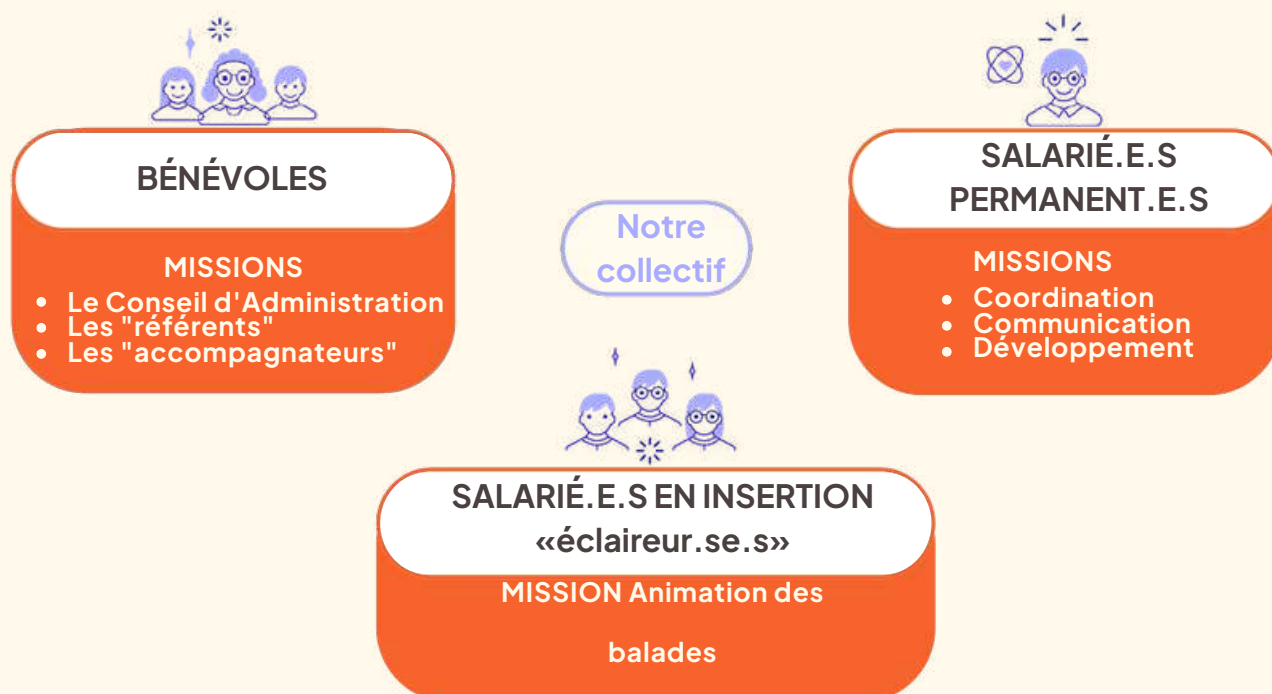 BÉNÉVOLES
MISSIONS
• Le Conseil d'Administration
• Les "référents"
• Les "accompagnateurs"
Notre
collectif
SALARIÉ.E.S
PERMANENT.E.S
MISSIONS
• Coordination
• Communication
• Développement
SALARIÉ.E.S EN INSERTION
«éclaireur.se.s»
MISSION Animation des
balades